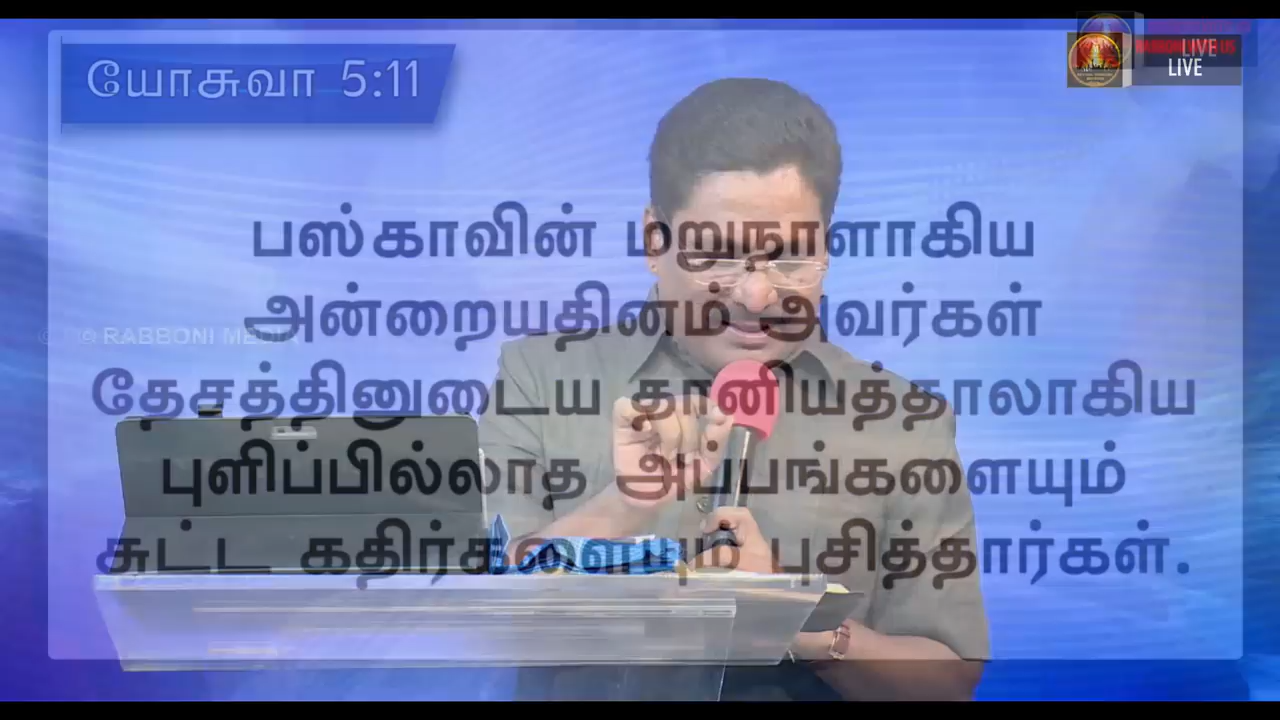 யோசுவா 5:11
LIVE
LIVE
பஸ்காவின் மறுநாளாகிய
அன்றையதினம் அவர்கள்
© RABBONI MEDIA
தேசத்தினுடைய தானியத்தாலாகிய
புளிப்பில்லாத அப்பங்களையும்
சுட்ட கதிர்களையும் புசித்தார்கள்.